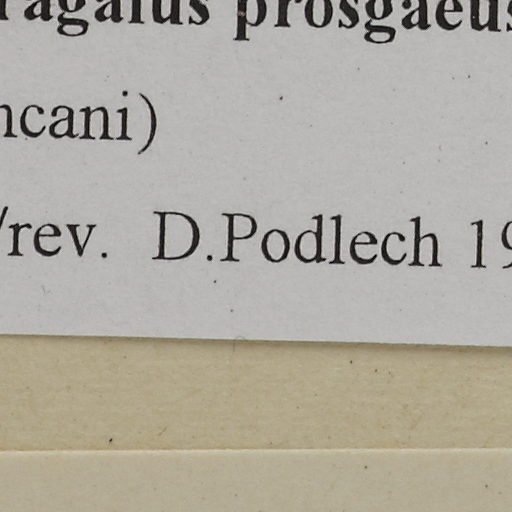 ragalus prosgaeus
ncani)
/rev. D.Podlech 19